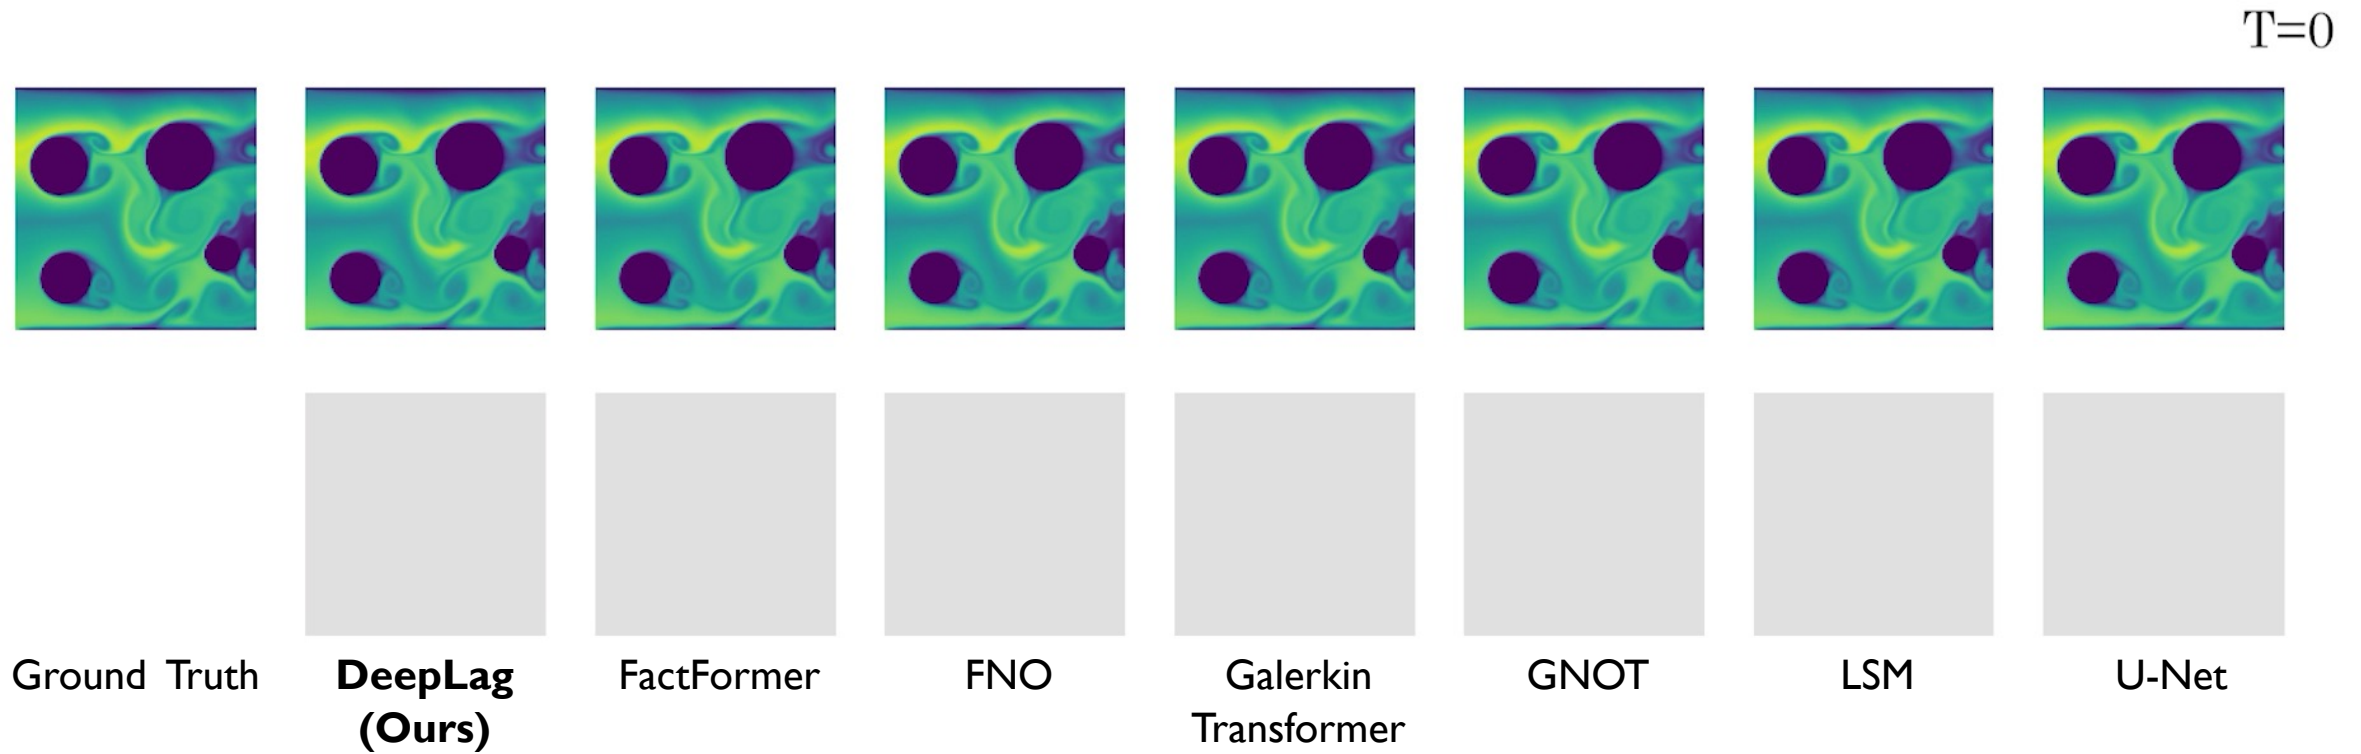 T=0
Ground Truth
DeepLag
(Ours)
FactFormer
FNO
Galerkin
Transformer
GNOT
LSM
U-Net